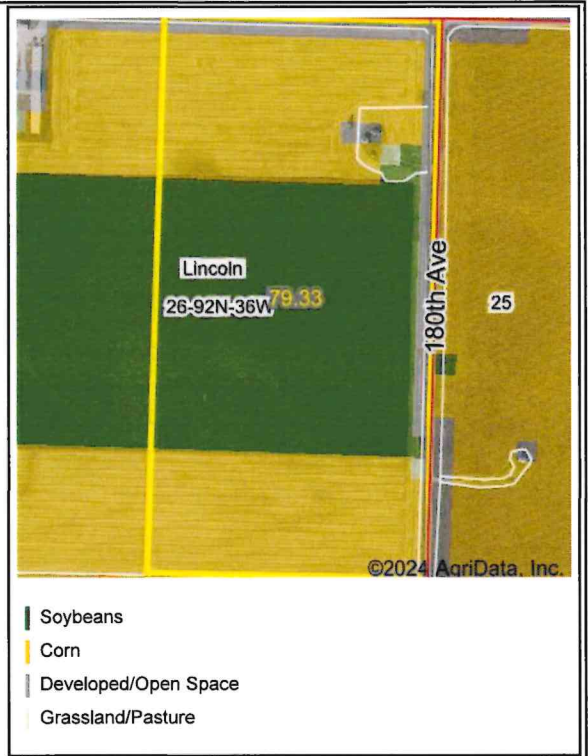 Lincoln
26-92N-36W 79.33
180th Ave
25
©2024 AgriData, Inc.
Soybeans
Corn
Developed/Open Space
Grassland/Pasture